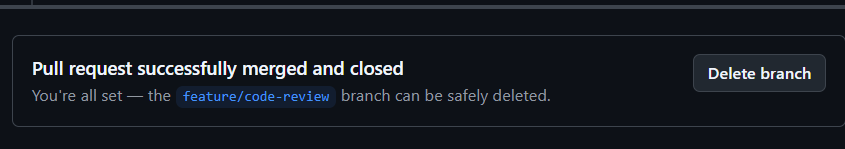 Pull request successfully merged and closed
You're all set — the feature/code-review branch can be safely deleted.
Delete branch